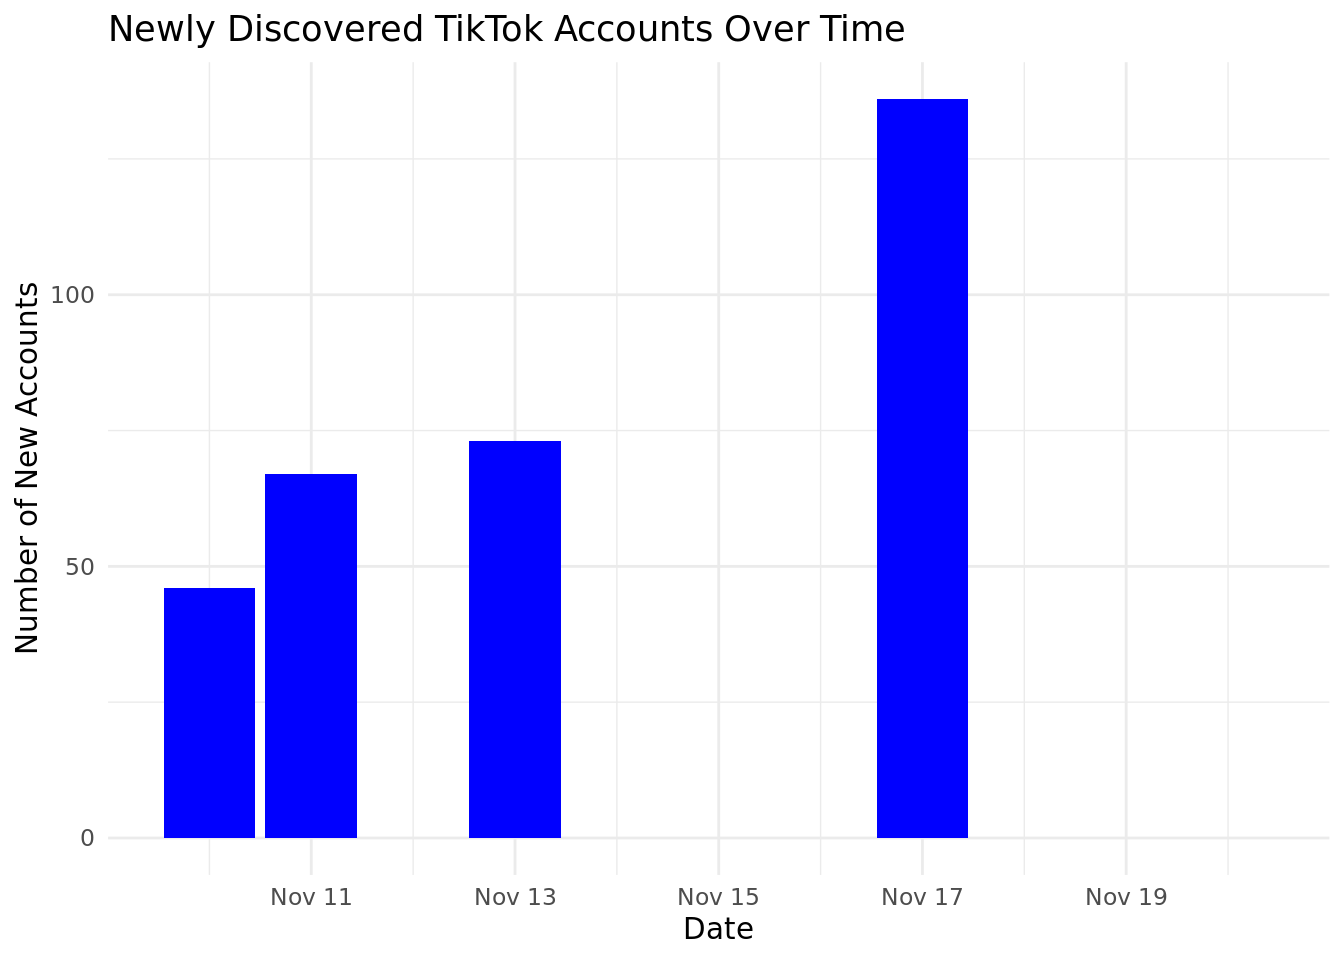 Newly Discovered TikTok Accounts Over Time
Number of New Accounts
100
50
0
Nov 11 Nov 13 Nov 15 Nov 17 Nov 19
Date